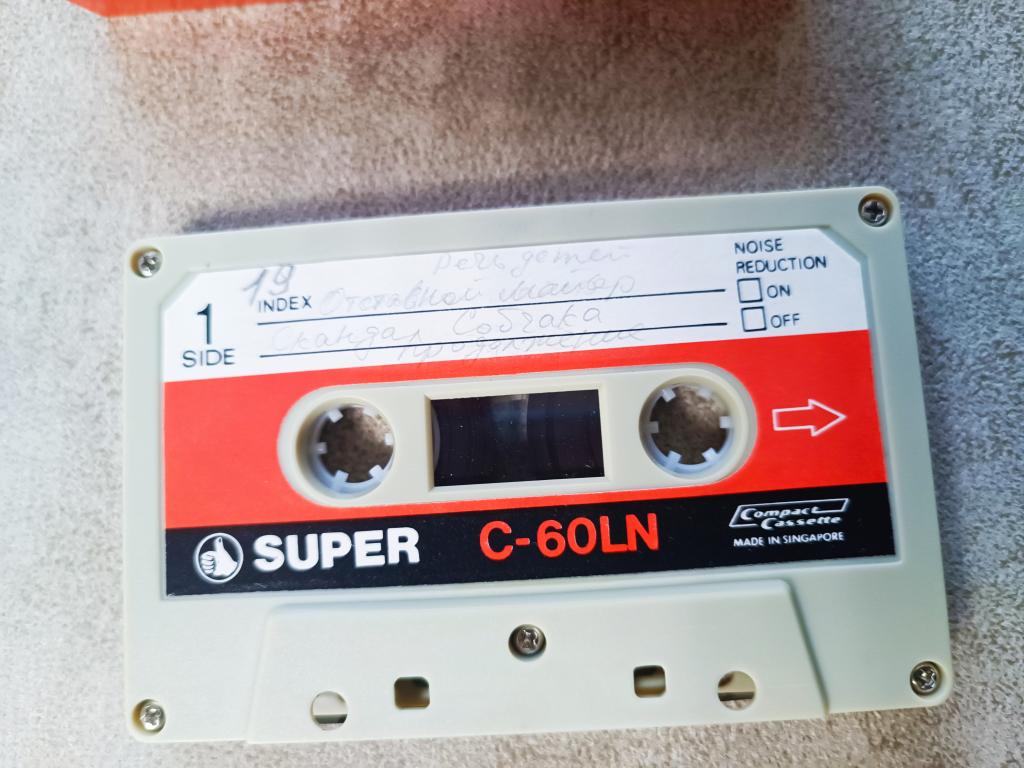 19
речь детей
INDEX Отставной майор
Скандал Собчака
продолжение
1
SIDE
NOISE
REDUCTION
ON
OFF
SUPER
C-60LN
Compact
Cassette
MADE IN SINGAPORE